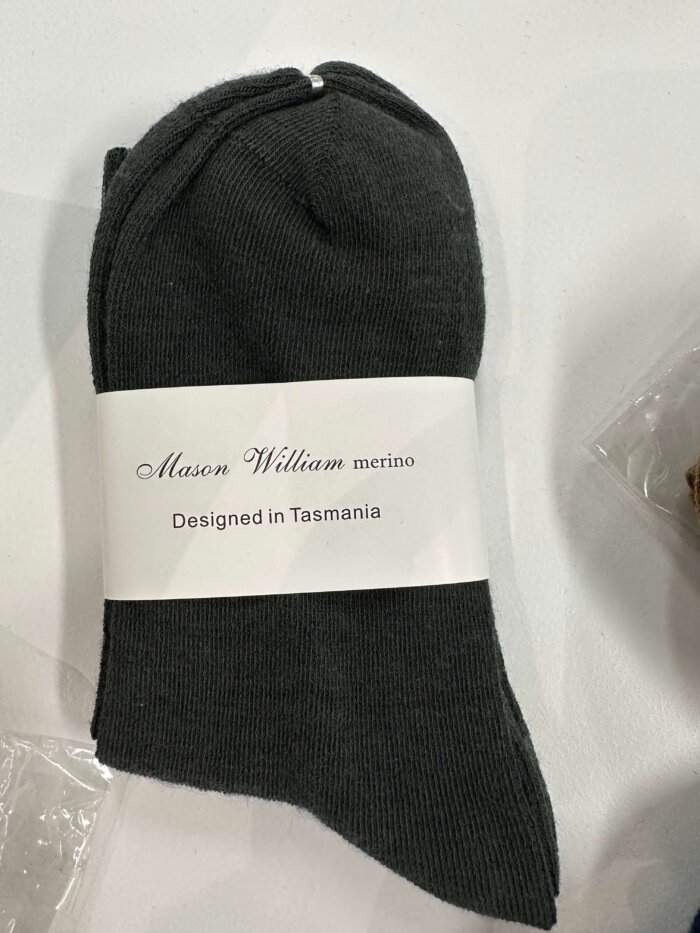 Mason William merino
Designed in Tasmania